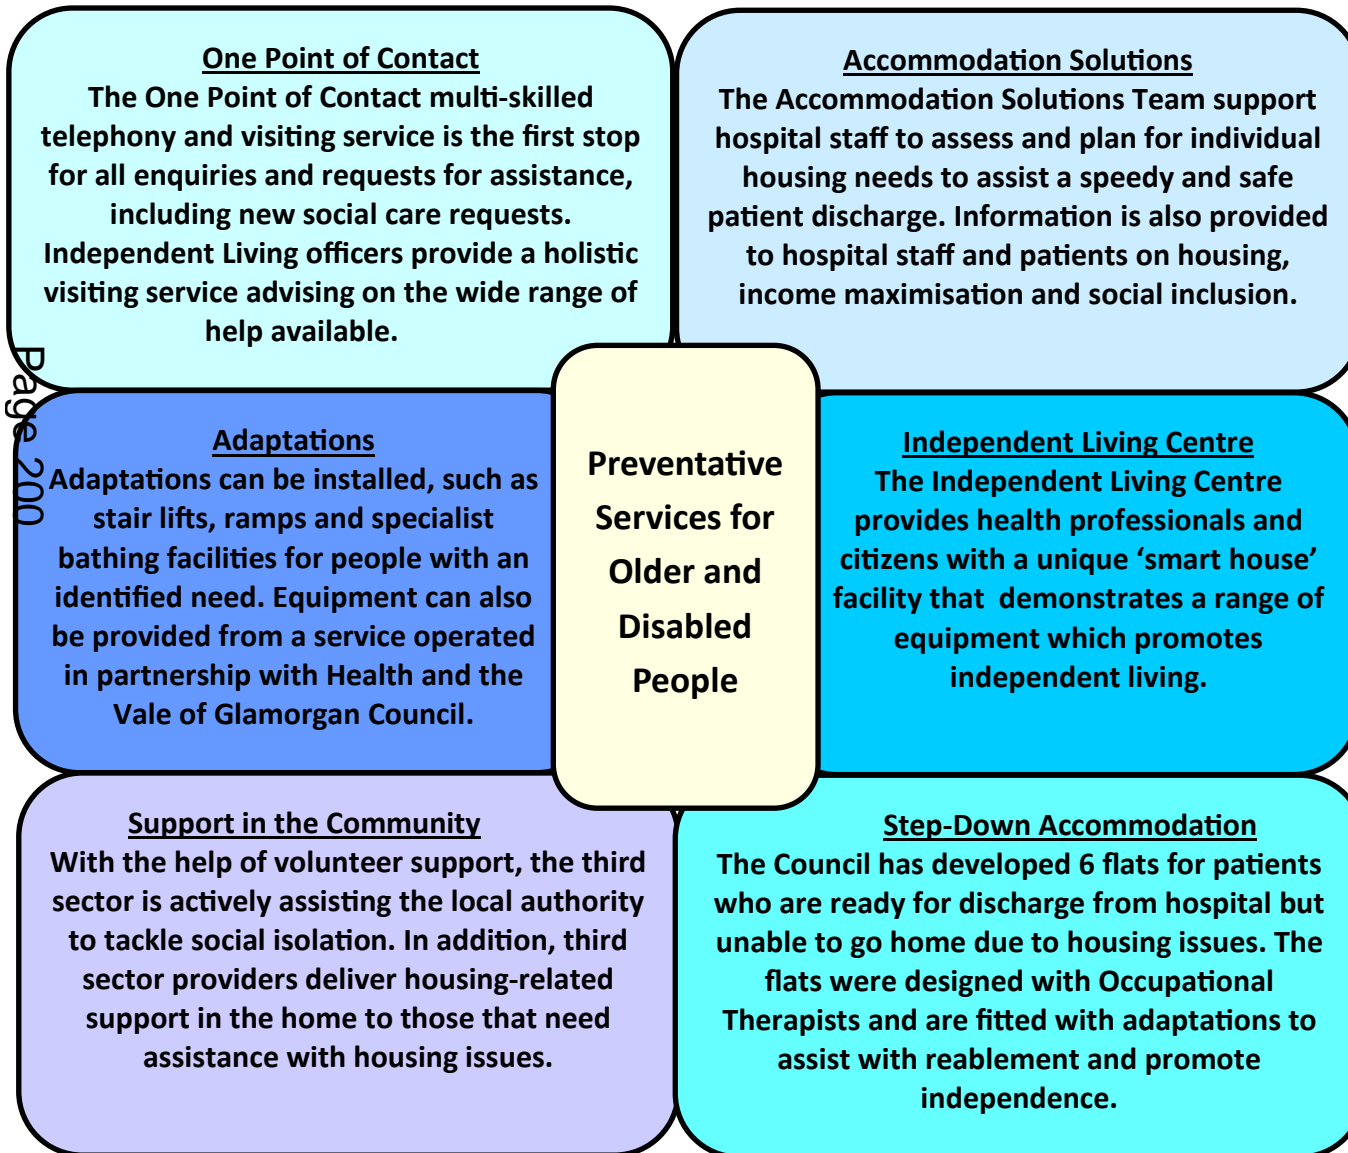 One Point of Contact
The One Point of Contact multi-skilled
telephony and visiting service is the first stop
for all enquiries and requests for assistance,
including new social care requests.
Independent Living officers provide a holistic
visiting service advising on the wide range of
help available.
Accommodation Solutions
The Accommodation Solutions Team support
hospital staff to assess and plan for individual
housing needs to assist a speedy and safe
patient discharge. Information is also provided
to hospital staff and patients on housing,
income maximisation and social inclusion.
Page 200
Adaptations
Adaptations can be installed, such as
stair lifts, ramps and specialist
bathing facilities for people with an
identified need. Equipment can also
be provided from a service operated
in partnership with Health and the
Vale of Glamorgan Council.
Preventative
Services for
Older and
Disabled
People
Independent Living Centre
The Independent Living Centre
provides health professionals and
citizens with a unique ‘smart house’
facility that  demonstrates a range of
equipment which promotes
independent living.
Support in the Community
With the help of volunteer support, the third
sector is actively assisting the local authority
to tackle social isolation. In addition, third
sector providers deliver housing-related
support in the home to those that need
assistance with housing issues.
Step-Down Accommodation
The Council has developed 6 flats for patients
who are ready for discharge from hospital but
unable to go home due to housing issues. The
flats were designed with Occupational
Therapists and are fitted with adaptations to
assist with reablement and promote
independence.